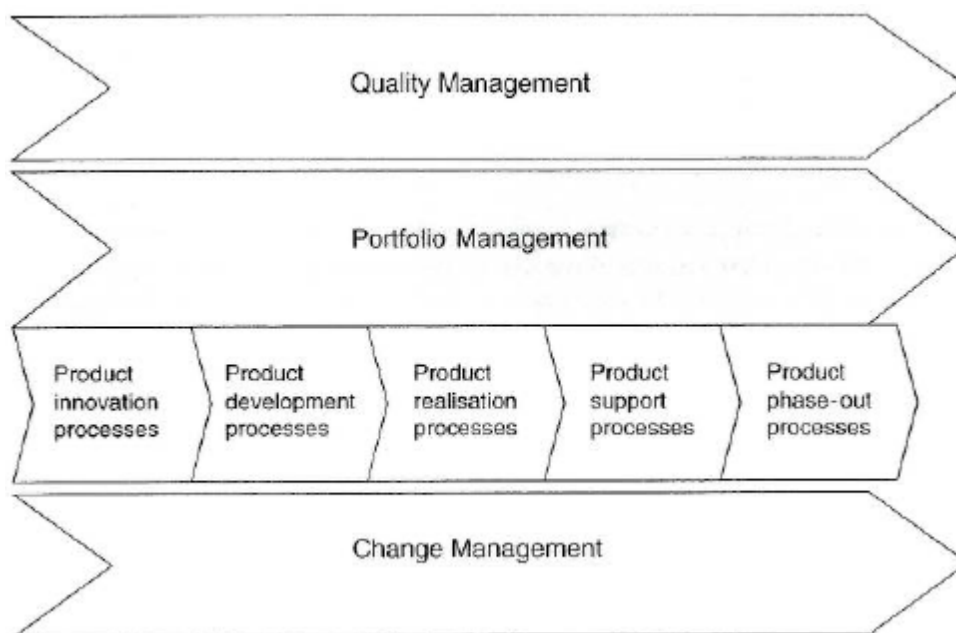 Quality Management
Portfolio Management
Product
innovation
processes
Product
development
processes
Product
realisation
processes
Product
support
processes
Product
phase-out
processes
Change Management